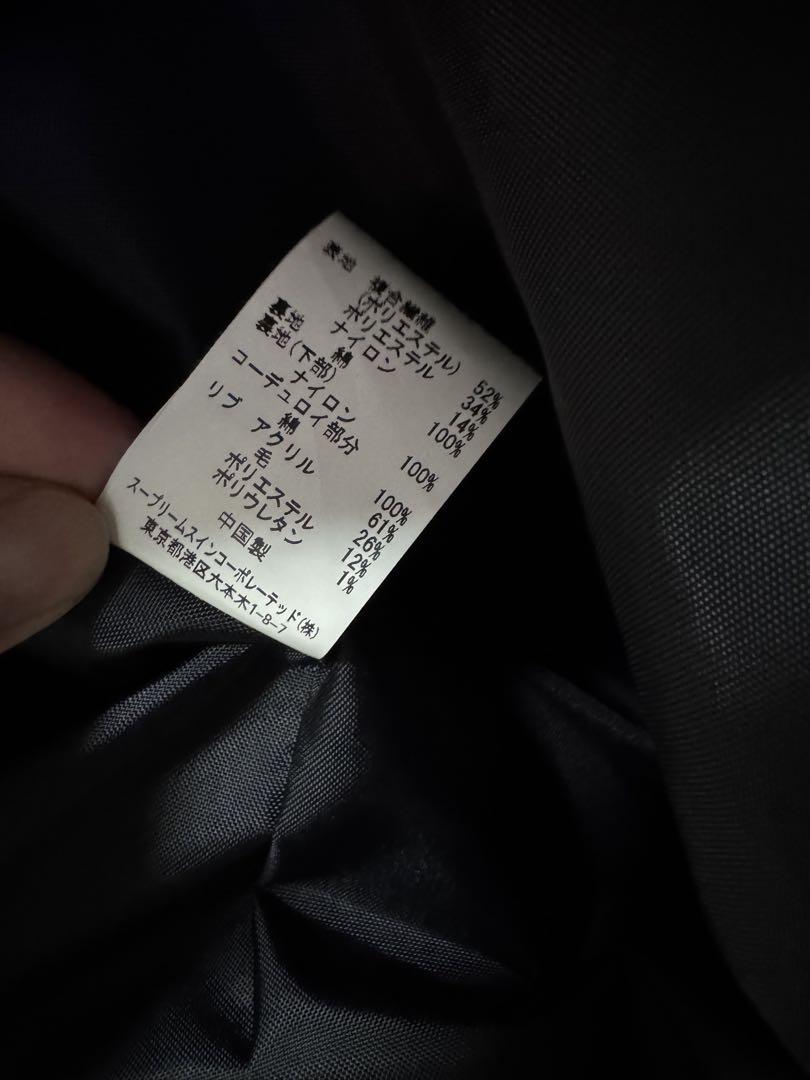 表地 複合繊維
(ポリエステル) 52%
ポリエステル 34%
ナイロン 14%
裏地 綿 100%
裏地(下部)
ナイロン 100%
コーデュロイ部分
綿 100%
リブ アクリル 61%
毛 26%
ポリエステル 12%
ポリウレタン 1%
中国製
スープリームスインコーポレーテッド(株)
東京都港区六本木1-8-7